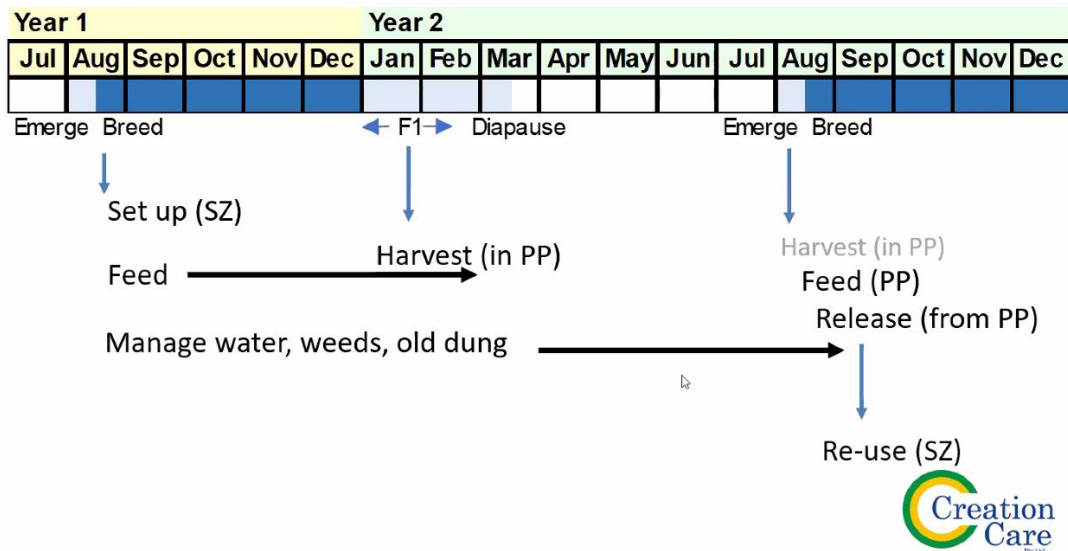 Year 1 Year 2
Jul Aug Sep Oct Nov Dec Jan Feb Mar Apr May Jun Jul Aug Sep Oct Nov Dec
Emerge Breed F1 Diapause Emerge Breed
Set up (SZ)
Harvest (in PP) Harvest (in PP)
Feed Feed (PP)
Release (from PP)
Manage water, weeds, old dung
Re-use (SZ)
Creation
Care
Pty Ltd